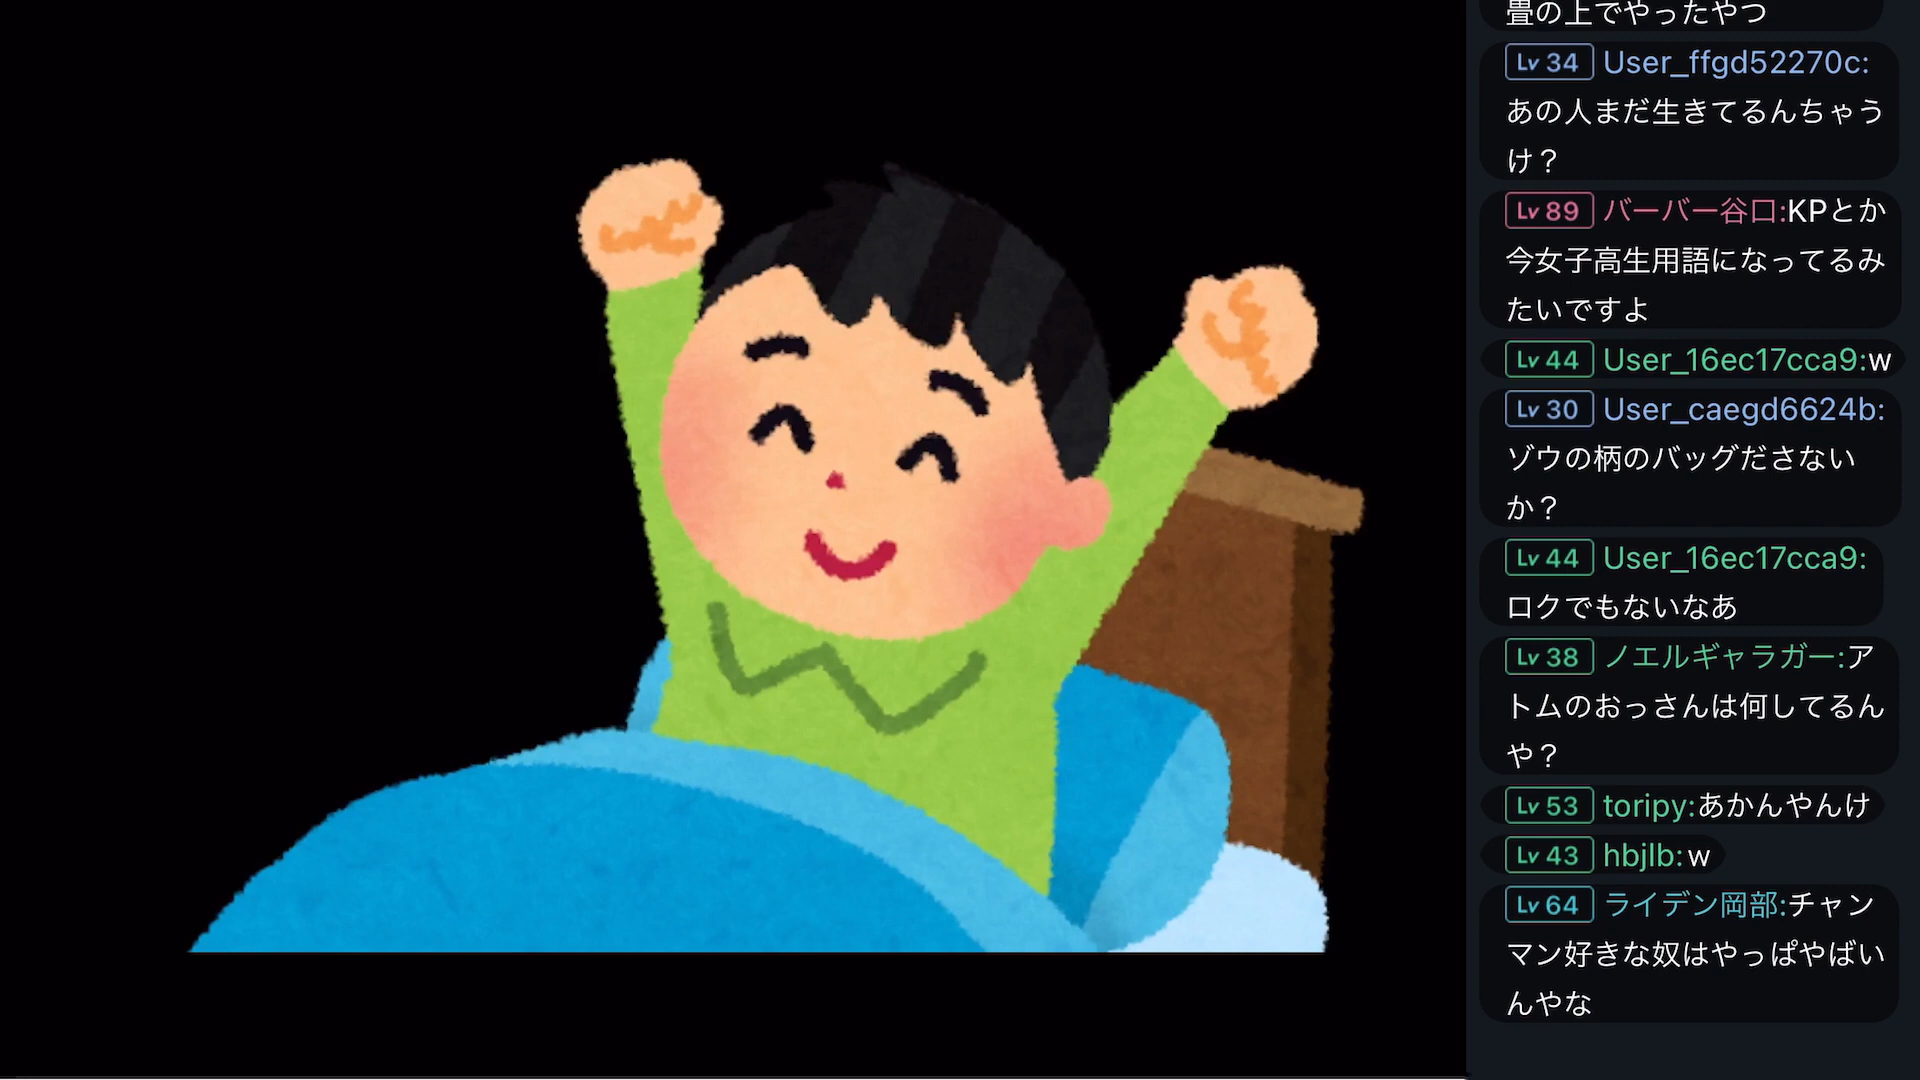 畳の上でやったやつ
Lv 34 User_ffgd52270c:
あの人まだ生きてるんちゃう
け？
Lv 89 バーバー谷口:KPとか
今女子高生用語になってるみ
たいですよ
Lv 44 User_16ec17cca9:w
Lv 30 User_caegd6624b:
ゾウの柄のバッグださない
か？
Lv 44 User_16ec17cca9:
ロクでもないなあ
Lv 38 ノエルギャラガー:ア
トムのおっさんは何してるん
や？
Lv 53 toripy:あかんやんけ
Lv 43 hbjlb:w
Lv 64 ライデン岡部:チャン
マン好きな奴はやっぱやばい
んやな